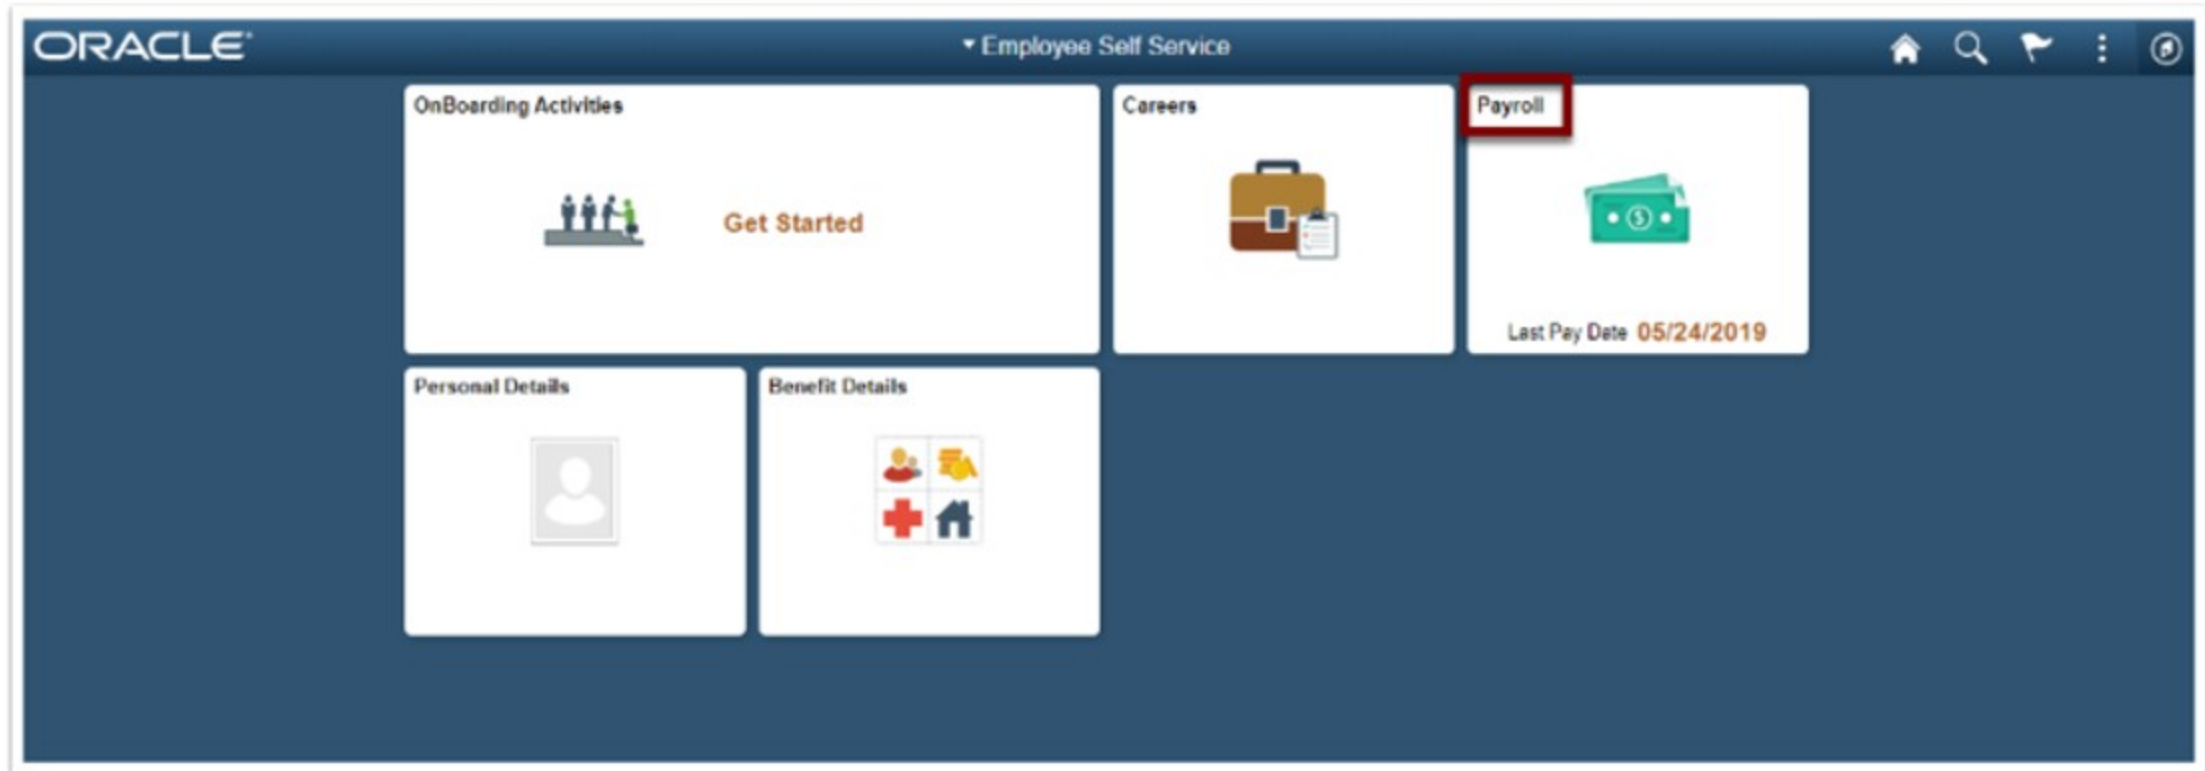 ORACLE
Employee Self Service
OnBoarding Activities
Get Started
Careers
Payroll
Last Pay Date 05/24/2019
Personal Details
Benefit Details